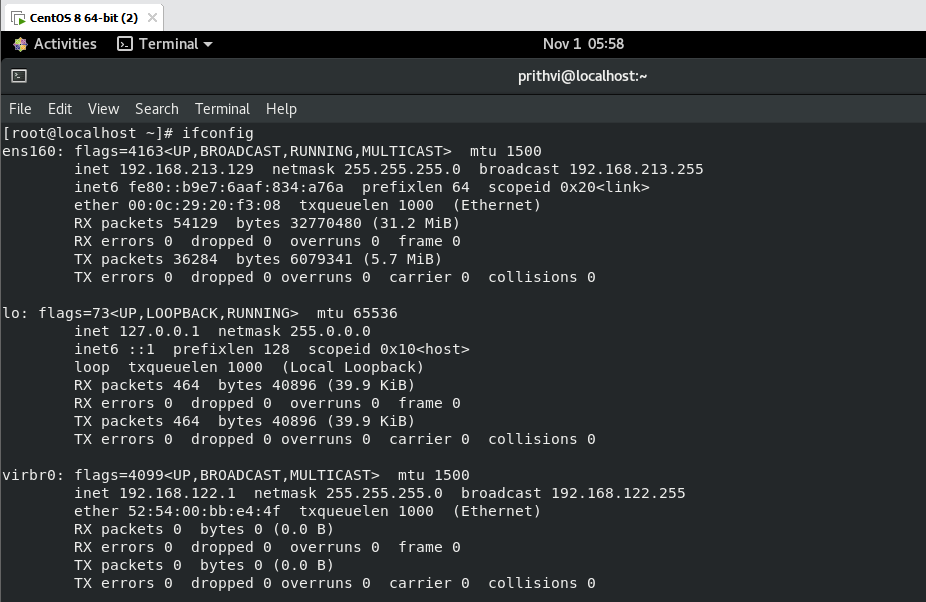 CentOS 8 64-bit (2)
Activities Terminal Nov 1 05:58
prithvi@localhost:~
File Edit View Search Terminal Help
[root@localhost ~]# ifconfig
ens160: flags=4163<UP,BROADCAST,RUNNING,MULTICAST>  mtu 1500
        inet 192.168.213.129  netmask 255.255.255.0  broadcast 192.168.213.255
        inet6 fe80::b9e7:6aaf:834:a76a  prefixlen 64  scopeid 0x20<link>
        ether 00:0c:29:20:f3:08  txqueuelen 1000  (Ethernet)
        RX packets 54129  bytes 32770480 (31.2 MiB)
        RX errors 0  dropped 0  overruns 0  frame 0
        TX packets 36284  bytes 6079341 (5.7 MiB)
        TX errors 0  dropped 0 overruns 0  carrier 0  collisions 0

lo: flags=73<UP,LOOPBACK,RUNNING>  mtu 65536
        inet 127.0.0.1  netmask 255.0.0.0
        inet6 ::1  prefixlen 128  scopeid 0x10<host>
        loop  txqueuelen 1000  (Local Loopback)
        RX packets 464  bytes 40896 (39.9 KiB)
        RX errors 0  dropped 0  overruns 0  frame 0
        TX packets 464  bytes 40896 (39.9 KiB)
        TX errors 0  dropped 0 overruns 0  carrier 0  collisions 0

virbr0: flags=4099<UP,BROADCAST,MULTICAST>  mtu 1500
        inet 192.168.122.1  netmask 255.255.255.0  broadcast 192.168.122.255
        ether 52:54:00:bb:e4:4f  txqueuelen 1000  (Ethernet)
        RX packets 0  bytes 0 (0.0 B)
        RX errors 0  dropped 0  overruns 0  frame 0
        TX packets 0  bytes 0 (0.0 B)
        TX errors 0  dropped 0 overruns 0  carrier 0  collisions 0